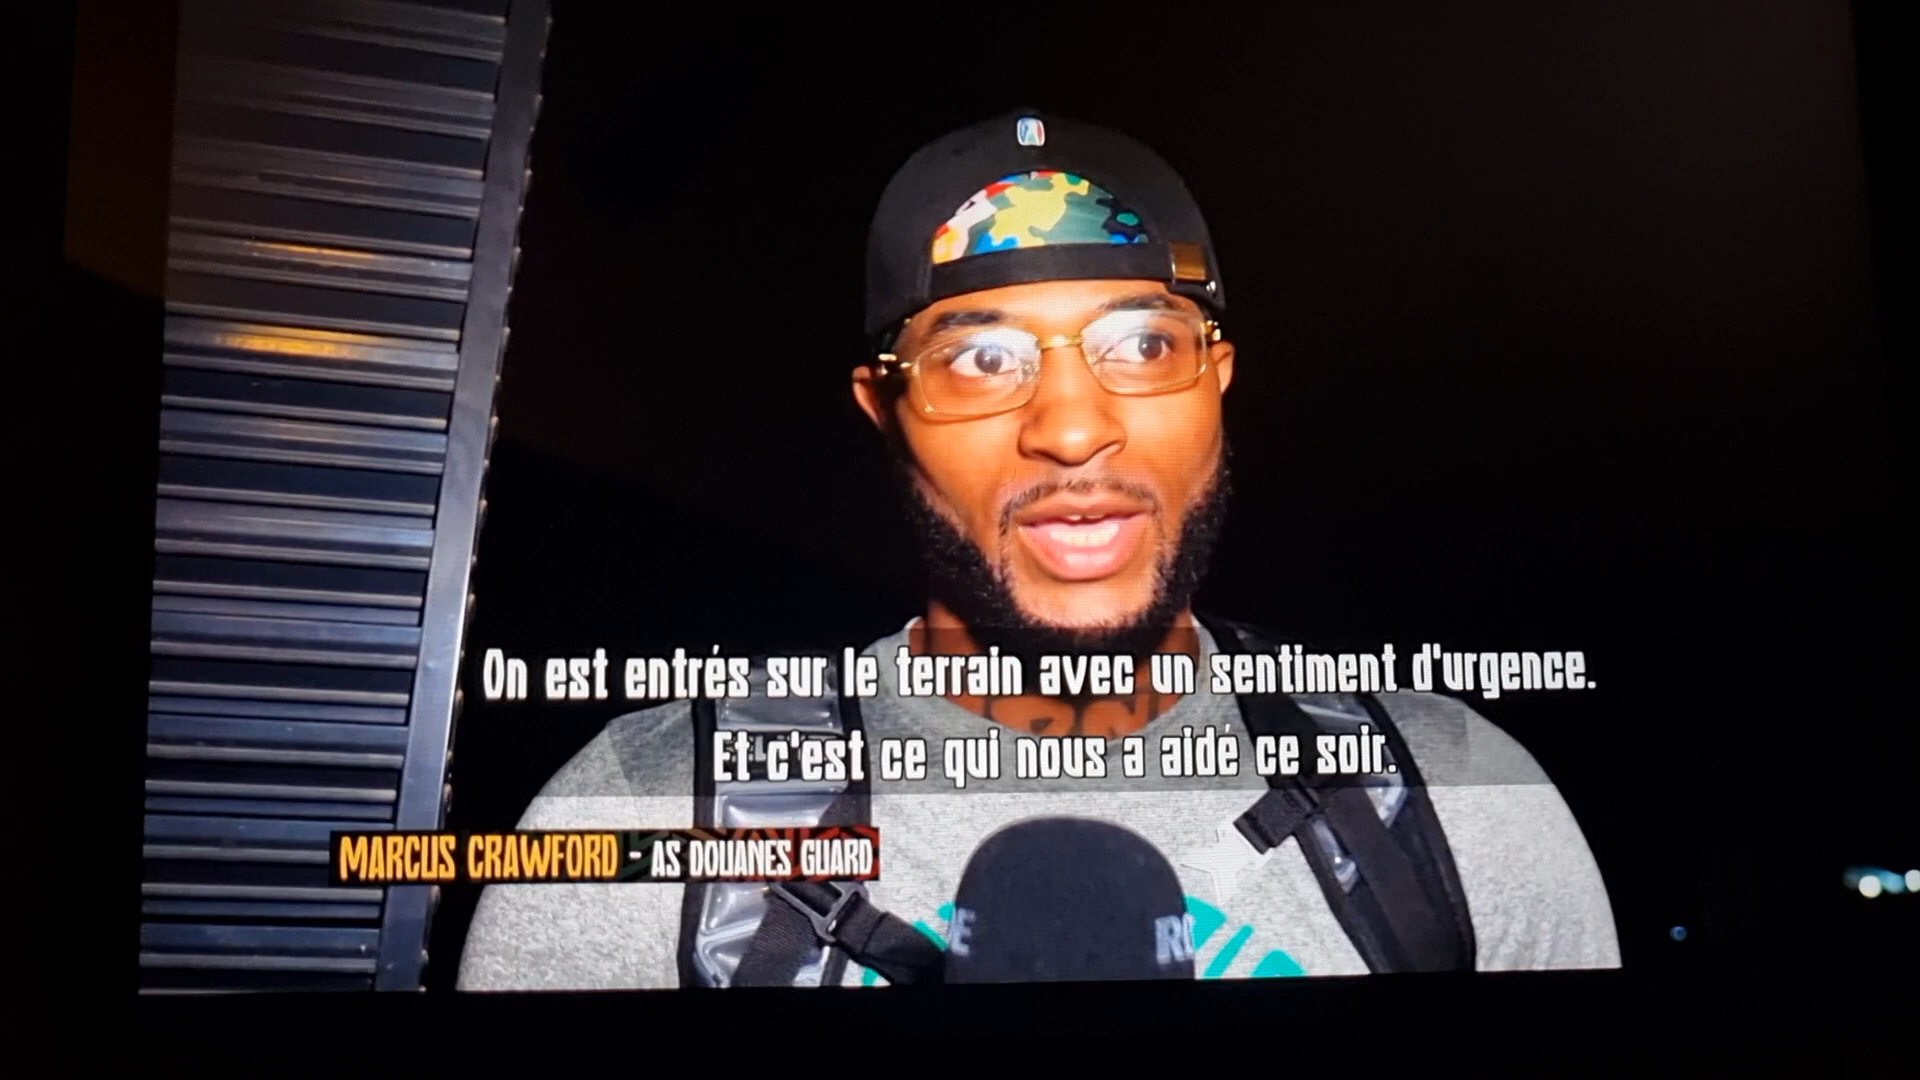 On est entrés sur le terrain avec un sentiment d'urgence.
Et c'est ce qui nous a aidé ce soir.
MARCUS CRAWFORD - AS DOUANES GUARD